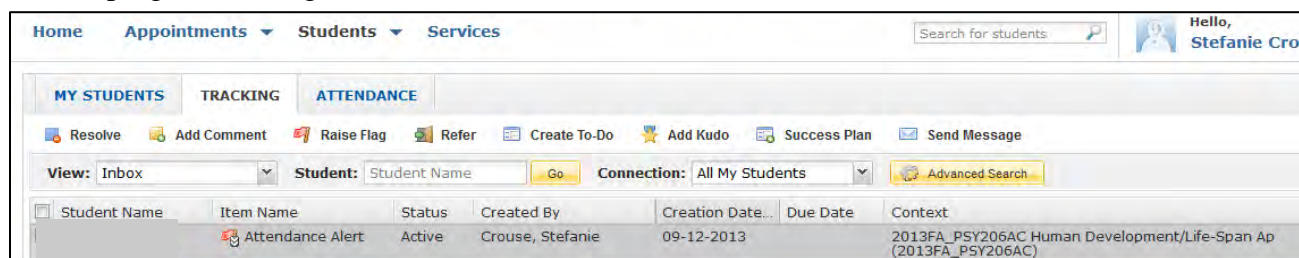 Home Appointments Students Services Search for students Hello,
Stefanie Cro
MY STUDENTS TRACKING ATTENDANCE
Resolve Add Comment Raise Flag Refer Create To-Do Add Kudo Success Plan Send Message
View: Inbox Student: Student Name Go Connection: All My Students Advanced Search
Student Name Item Name Status Created By Creation Date... Due Date Context
Attendance Alert Active Crouse, Stefanie 09-12-2013 2013FA_PSY206AC Human Development/Life-Span Ap
(2013FA_PSY206AC)